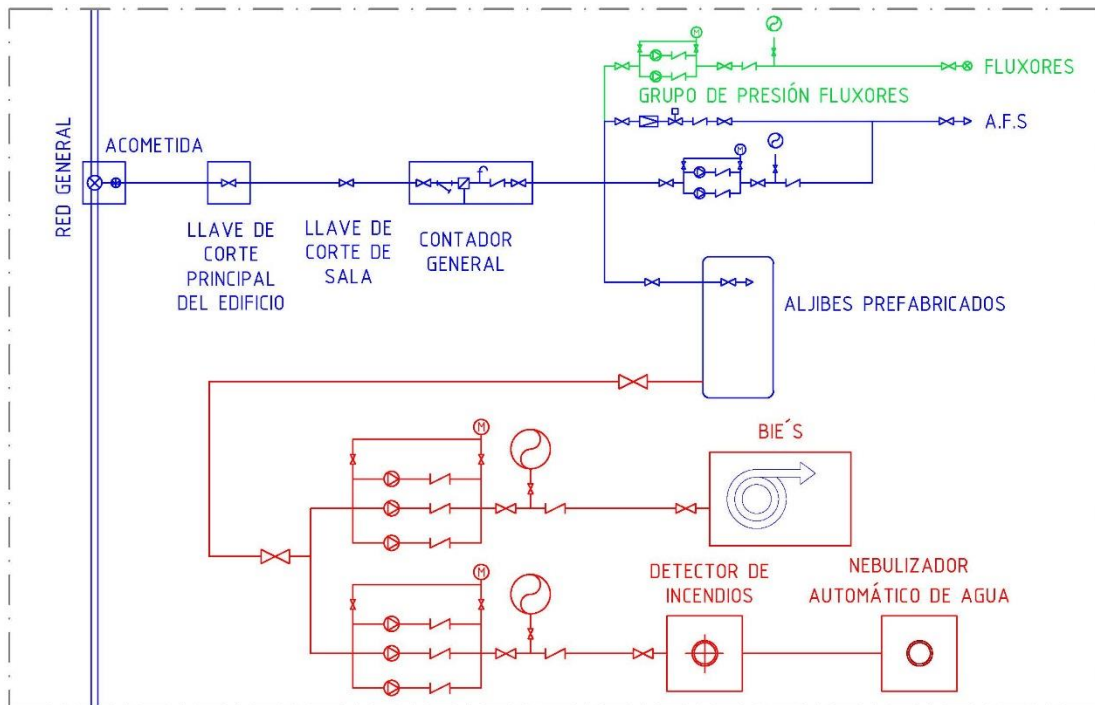 FLUXORES
GRUPO DE PRESIÓN FLUXORES
A.F.S
RED GENERAL
ACOMETIDA
LLAVE DE
CORTE
PRINCIPAL
DEL EDIFICIO
LLAVE DE
CORTE DE
SALA
CONTADOR
GENERAL
ALJIBES PREFABRICADOS
BIE´S
DETECTOR DE
INCENDIOS
NEBULIZADOR
AUTOMÁTICO DE AGUA
M
M
M
M